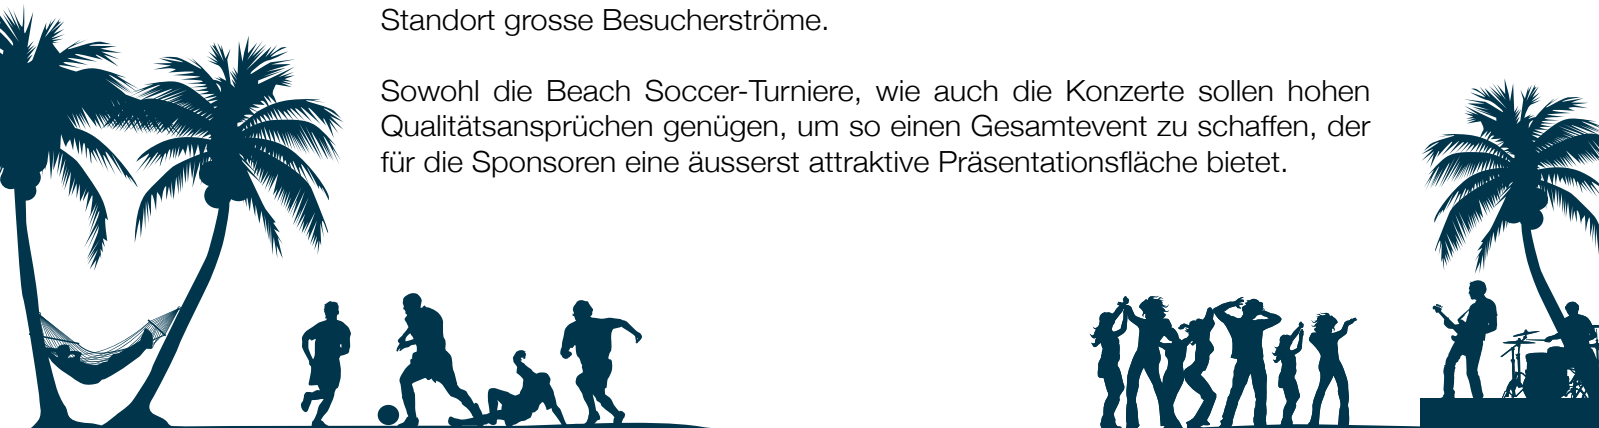 Standort grosse Besucherströme.
Sowohl die Beach Soccer-Turniere, wie auch die Konzerte sollen hohen
Qualitätsansprüchen genügen, um so einen Gesamtevent zu schaffen, der
für die Sponsoren eine äusserst attraktive Präsentationsfläche bietet.